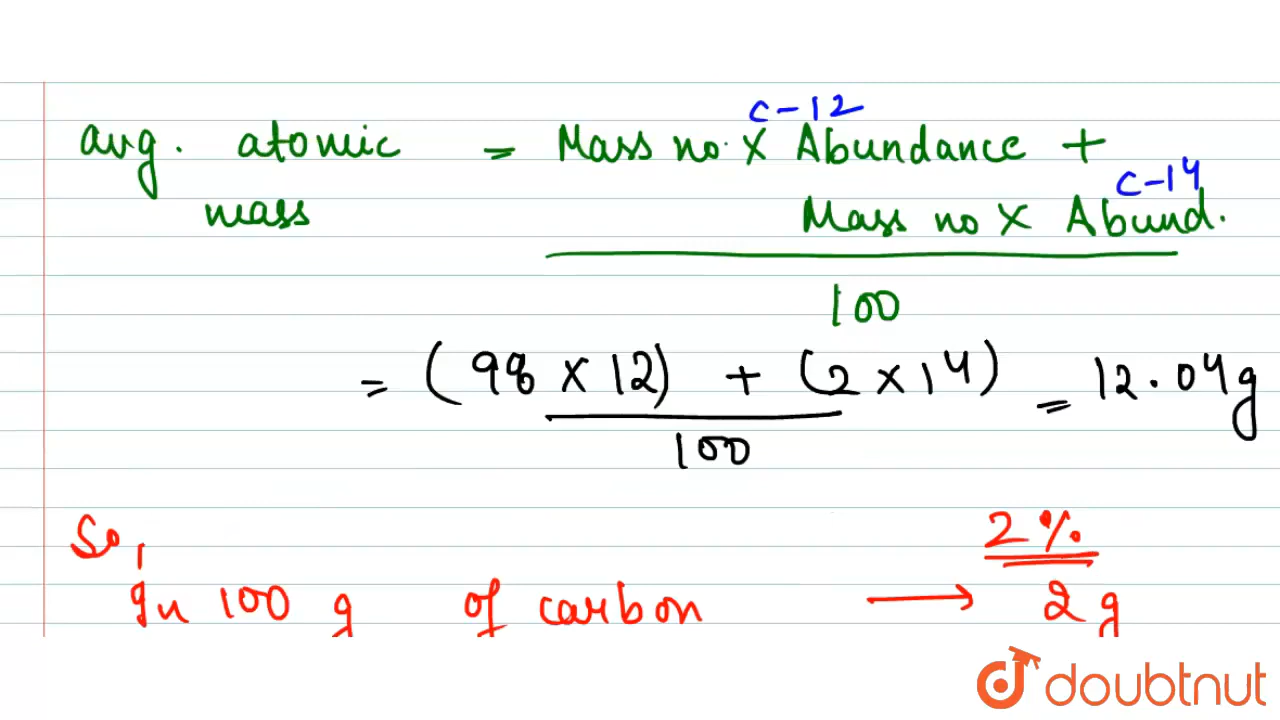 C-12
avg. atomic = Mass no. X Abundance +
C-14
mass Mass no X Abund.
100
= (98 X 12) + (2 X 14) = 12.04g
100
So, 2%
In 100 g of carbon → 2 g
doubtnut